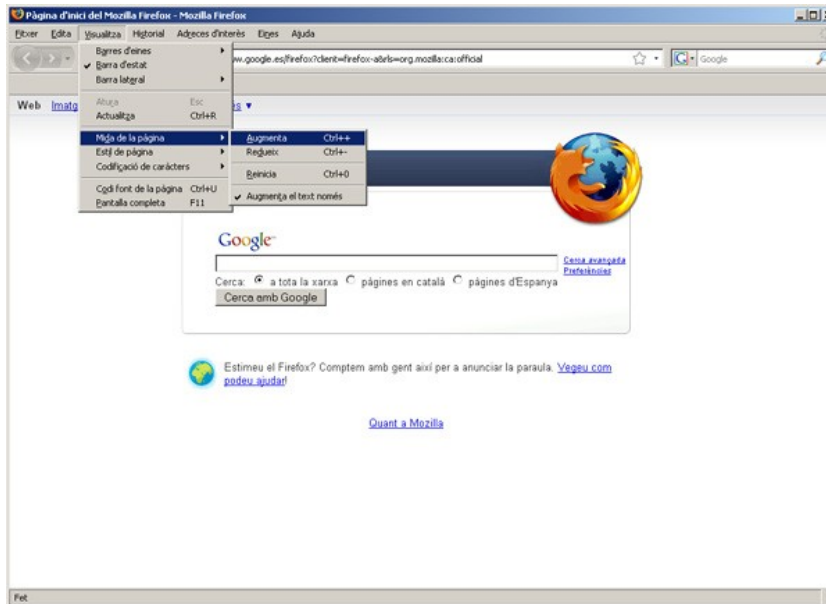 Pàgina d'inici del Mozilla Firefox - Mozilla Firefox
Fitxer Edita Visualitza Historial Adreces d'interès Eines Ajuda
Barres d'eines
Barra d'estat
Barra lateral
Atura Esc
Actualitza Ctrl+R
Mida de la pàgina
Estil de pàgina
Codificació de caràcters
Codi font de la pàgina Ctrl+U
Pantalla completa F11
Augmenta Ctrl++
Redueix Ctrl+-
Reinicia Ctrl+0
Augmenta el text només
ww.google.es/firefox?client=firefox-a&rls=org.mozilla:ca:official
G Google
Web Imatg és ▼
Google
Cerca avançada
Preferències
Cerca: a tota la xarxa pàgines en català pàgines d'Espanya
Cerca amb Google
Estimeu el Firefox? Comptem amb gent així per a anunciar la paraula. Vegeu com
podeu ajudar!
Quant a Mozilla
Fet